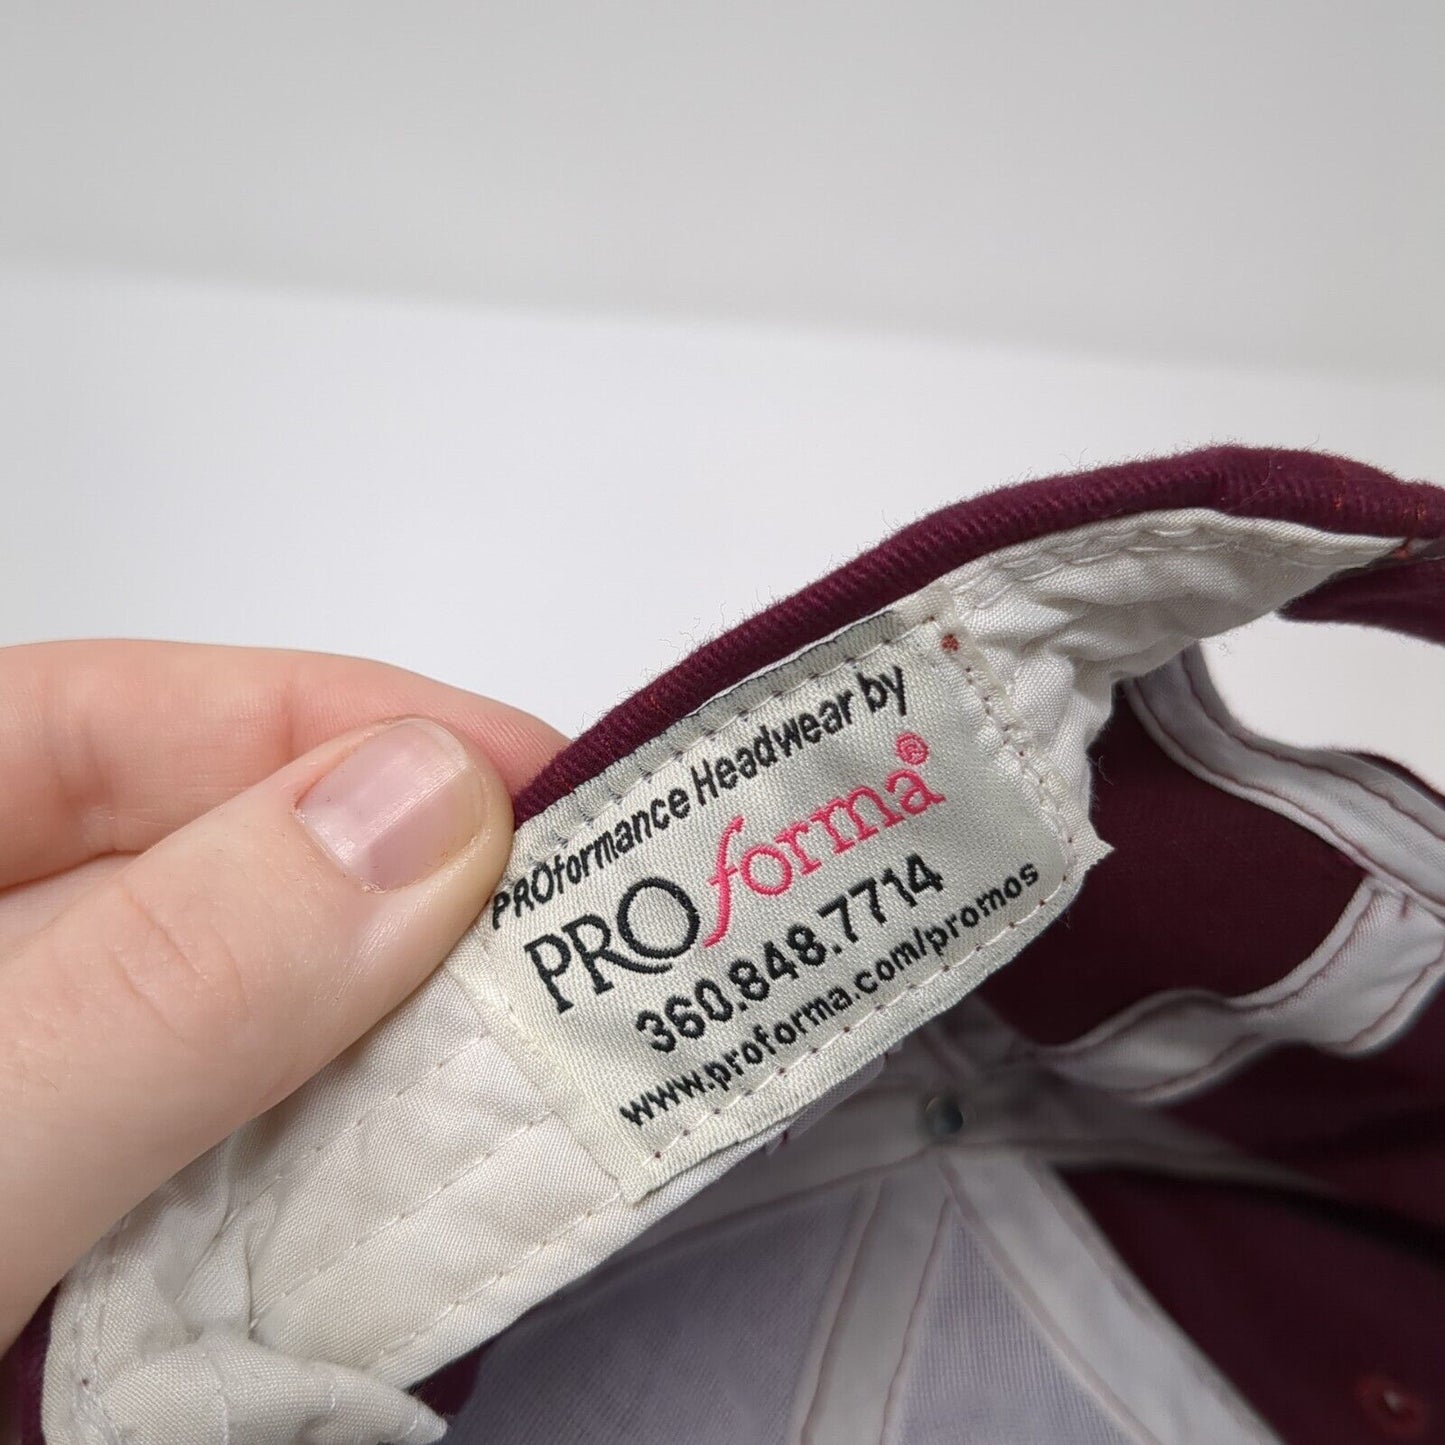 PROformance Headwear by
PROforma®
360.848.7714
www.proforma.com/promos